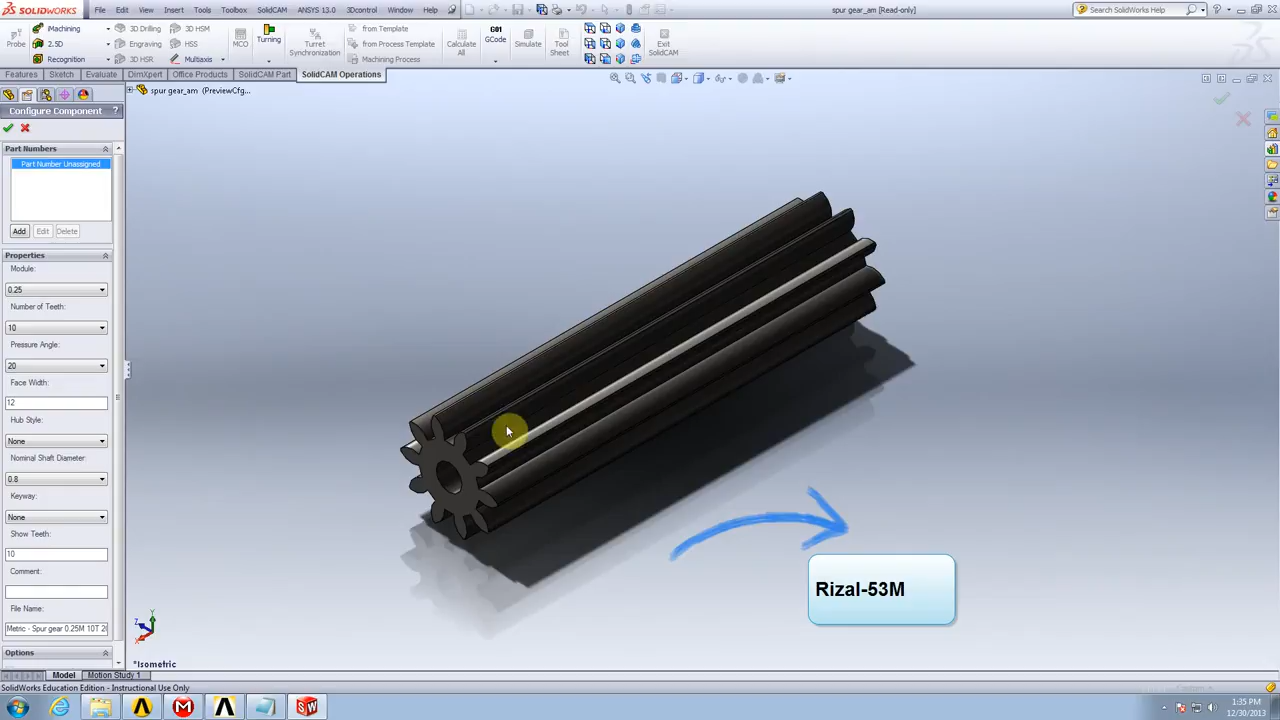 SOLIDWORKS
File Edit View Insert Tools Toolbox SolidCAM ANSYS 13.0 3Dcontrol Window Help
spur gear_am [Read-only]
Search SolidWorks Help
Probe
iMachining
2.5D
Recognition
3D Drilling
Engraving
3D HSR
3D HSM
HSS
Multiaxis
MCO
Turning
Turret
Synchronization
from Template
from Process Template
Machining Process
Calculate
All
G01
GCode
Simulate
Tool
Sheet
Exit
SolidCAM
Features Sketch Evaluate DimXpert Office Products SolidCAM Part SolidCAM Operations
spur gear_am (PreviewCfg...
Configure Component ?
Part Numbers
Part Number Unassigned
Add Edit Delete
Properties
Module:
0.25
Number of Teeth:
10
Pressure Angle:
20
Face Width:
12
Hub Style:
None
Nominal Shaft Diameter:
0.8
Keyway:
None
Show Teeth:
10
Comment:
File Name:
Metric - Spur gear 0.25M 10T 20
Options
Rizal-53M
Y
Z
X
*Isometric
Model Motion Study 1
SolidWorks Education Edition - Instructional Use Only
1:35 PM
12/30/2013